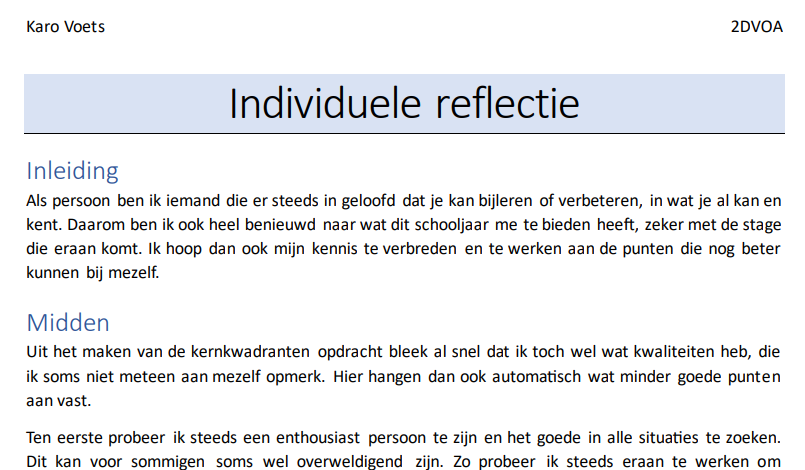 Karo Voets 2DVOA
Individuele reflectie
Inleiding
Als persoon ben ik iemand die er steeds in geloofd dat je kan bijleren of verbeteren, in wat je al kan en
kent. Daarom ben ik ook heel benieuwd naar wat dit schooljaar me te bieden heeft, zeker met de stage
die eraan komt. Ik hoop dan ook mijn kennis te verbreden en te werken aan de punten die nog beter
kunnen bij mezelf.
Midden
Uit het maken van de kernkwadranten opdracht bleek al snel dat ik toch wel wat kwaliteiten heb, die
ik soms niet meteen aan mezelf opmerk. Hier hangen dan ook automatisch wat minder goede punten
aan vast.
Ten eerste probeer ik steeds een enthousiast persoon te zijn en het goede in alle situaties te zoeken.
Dit kan voor sommigen soms wel overweldigend zijn. Zo probeer ik steeds eraan te werken om